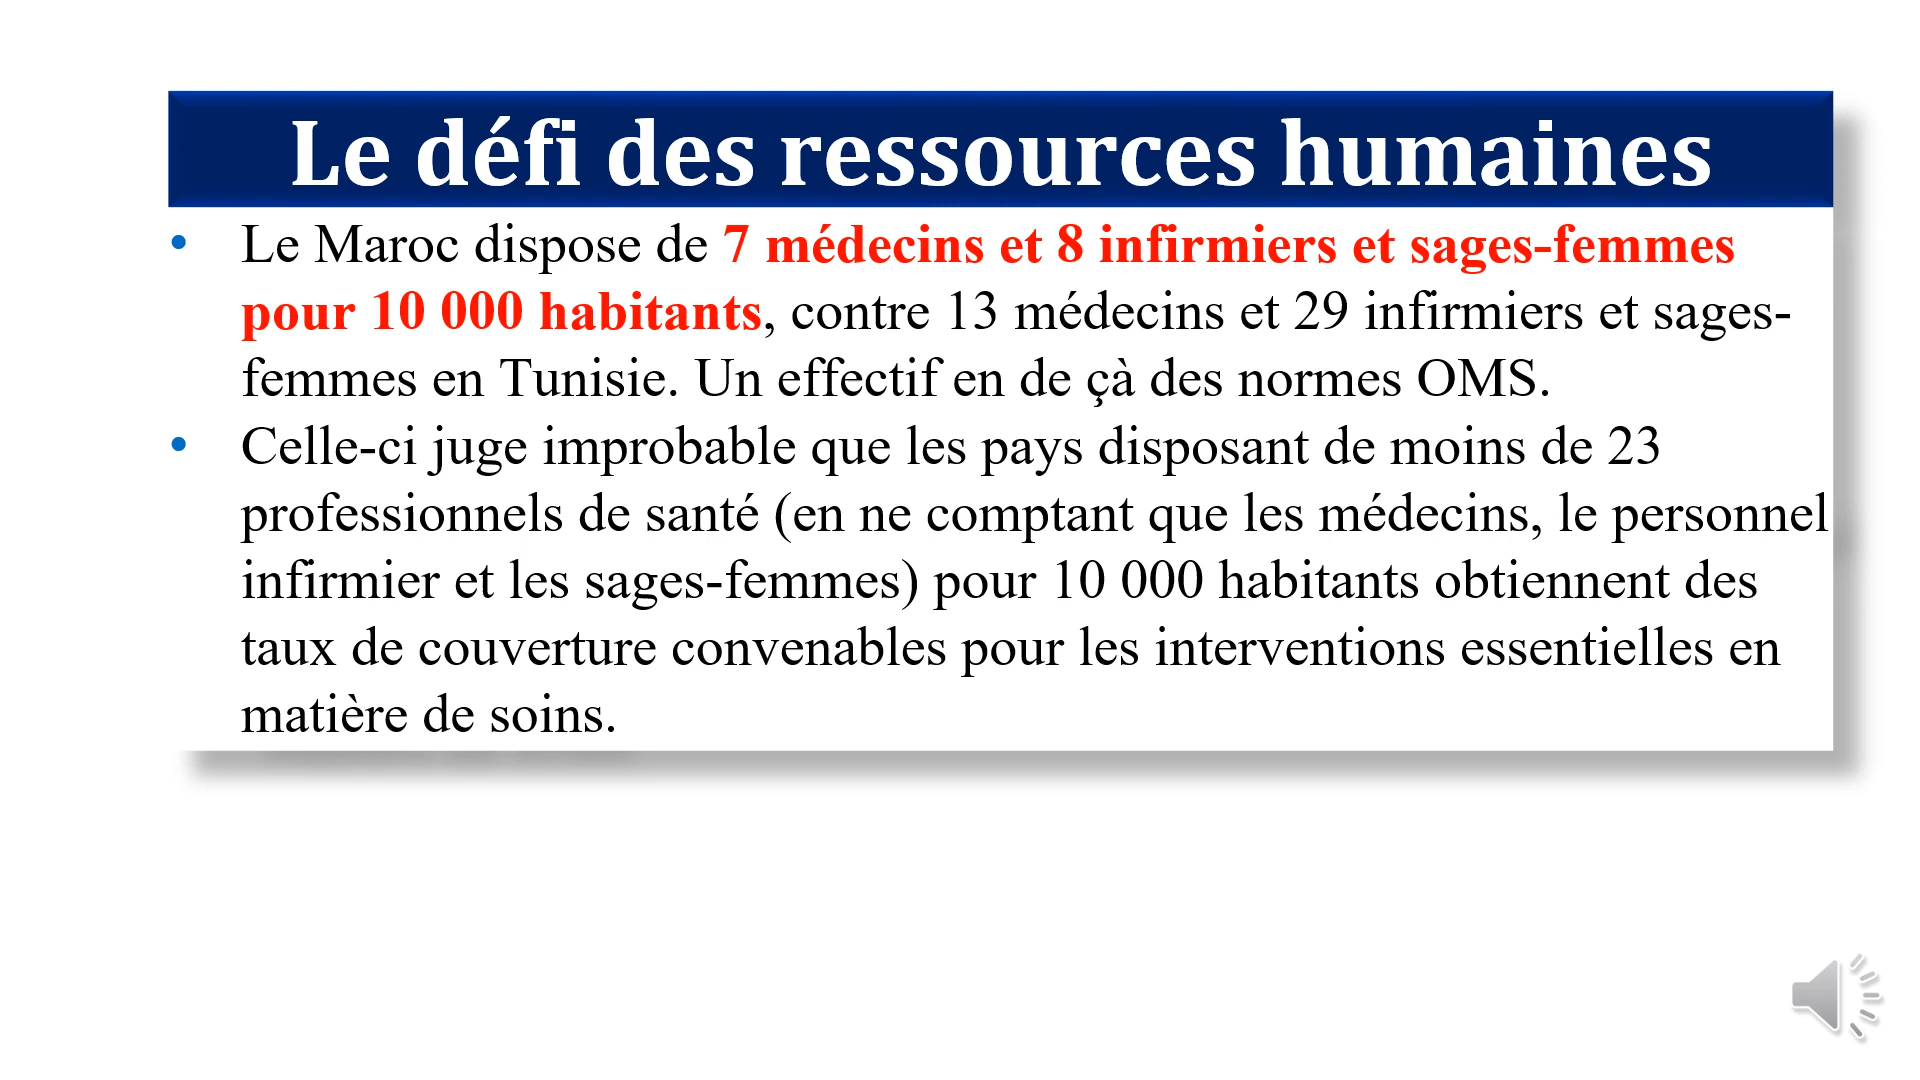 Le défi des ressources humaines
• Le Maroc dispose de 7 médecins et 8 infirmiers et sages-femmes
pour 10 000 habitants, contre 13 médecins et 29 infirmiers et sages-
femmes en Tunisie. Un effectif en de çà des normes OMS.
• Celle-ci juge improbable que les pays disposant de moins de 23
professionnels de santé (en ne comptant que les médecins, le personnel
infirmier et les sages-femmes) pour 10 000 habitants obtiennent des
taux de couverture convenables pour les interventions essentielles en
matière de soins.